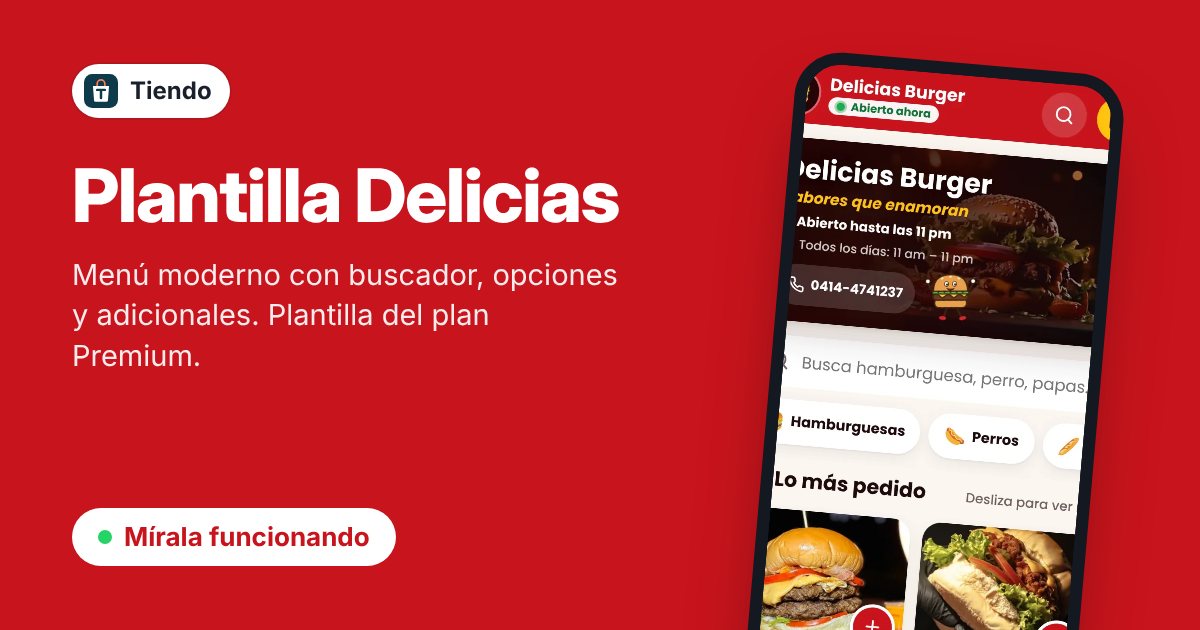 Tiendo
Plantilla Delicias
Menú moderno con buscador, opciones
y adicionales. Plantilla del plan
Premium.
Mírala funcionando
Delicias Burger
Abierto ahora
Delicias Burger
abores que enamoran
Abierto hasta las 11 pm
Todos los días: 11 am – 11 pm
0414-4741237
Busca hamburguesa, perro, papas.
Hamburguesas
Perros
Lo más pedido
Desliza para ver